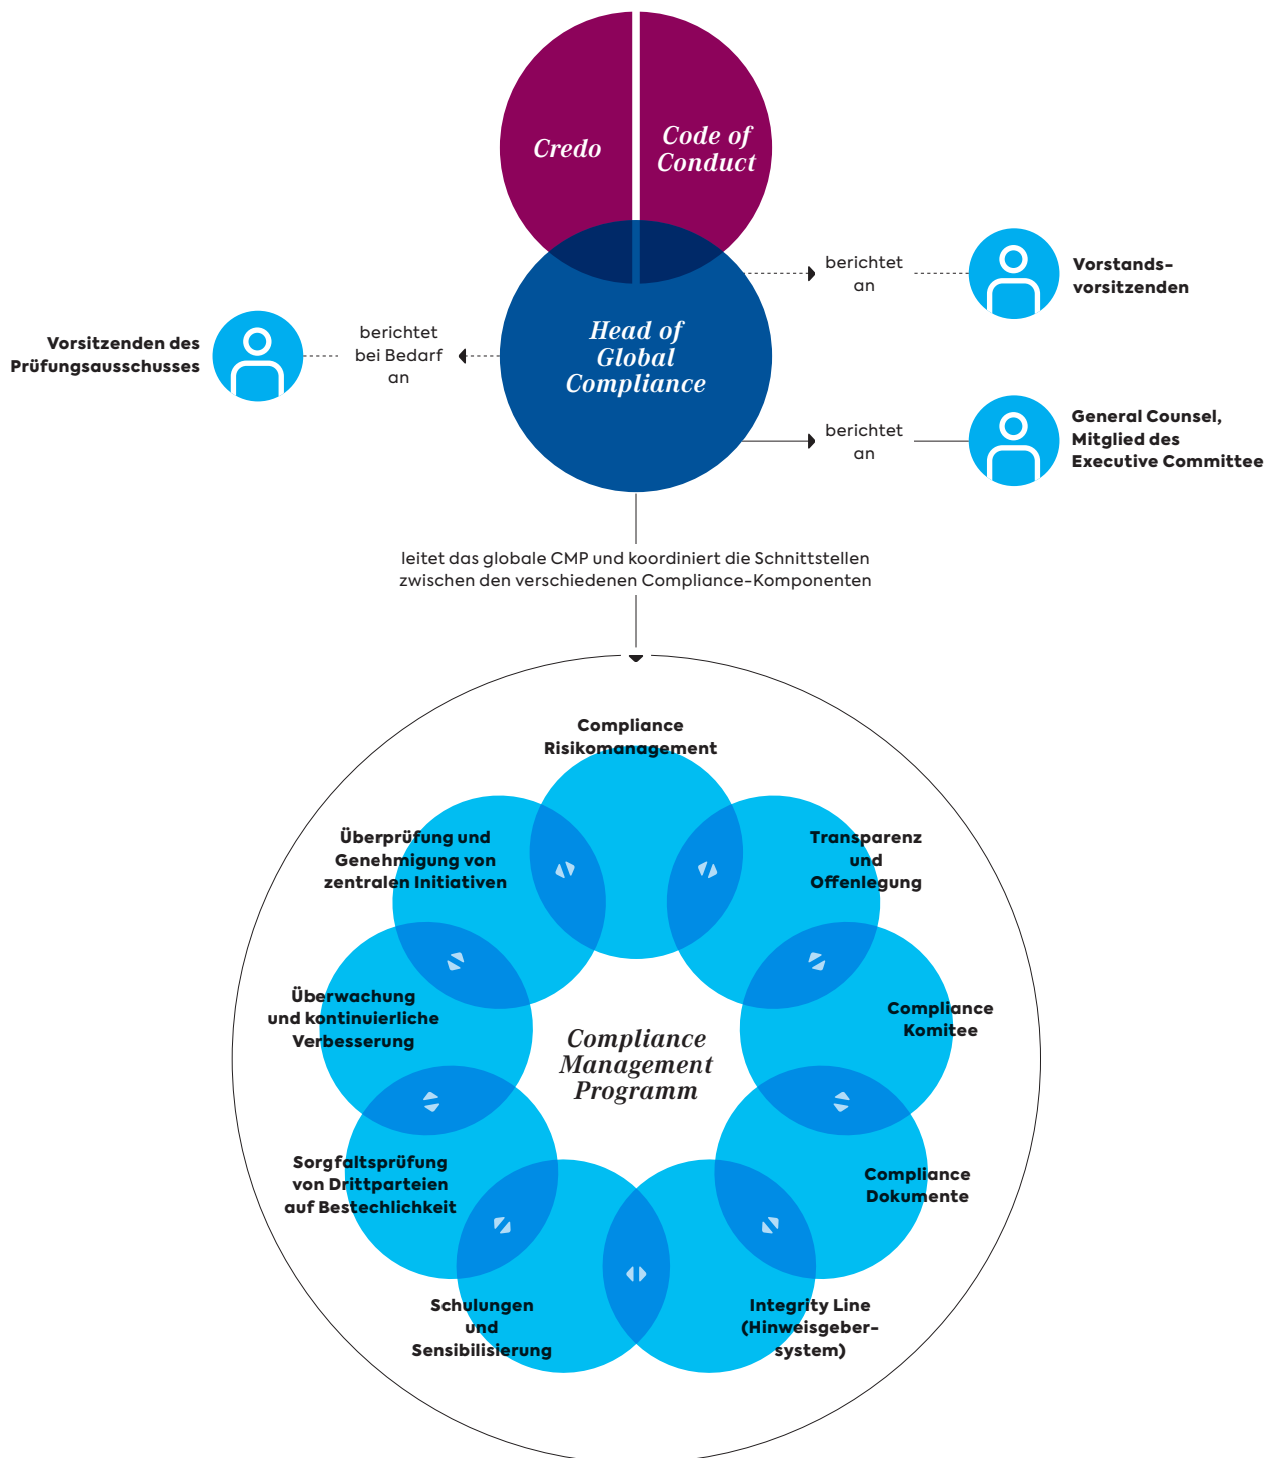 Credo
Code of
Conduct
berichtet
an
Vorstands-
vorsitzenden
Head of
Global
Compliance
Vorsitzenden des
Prüfungsausschusses
berichtet
bei Bedarf
an
berichtet
an
General Counsel,
Mitglied des
Executive Committee
leitet das globale CMP und koordiniert die Schnittstellen
zwischen den verschiedenen Compliance-Komponenten
Compliance
Risikomanagement
Überprüfung und
Genehmigung von
zentralen Initiativen
Transparenz
und
Offenlegung
Überwachung
und kontinuierliche
Verbesserung
Compliance
Komitee
Compliance
Management
Programm
Sorgfaltsprüfung
von Drittparteien
auf Bestechlichkeit
Compliance
Dokumente
Schulungen
und
Sensibilisierung
Integrity Line
(Hinweisgeber-
system)